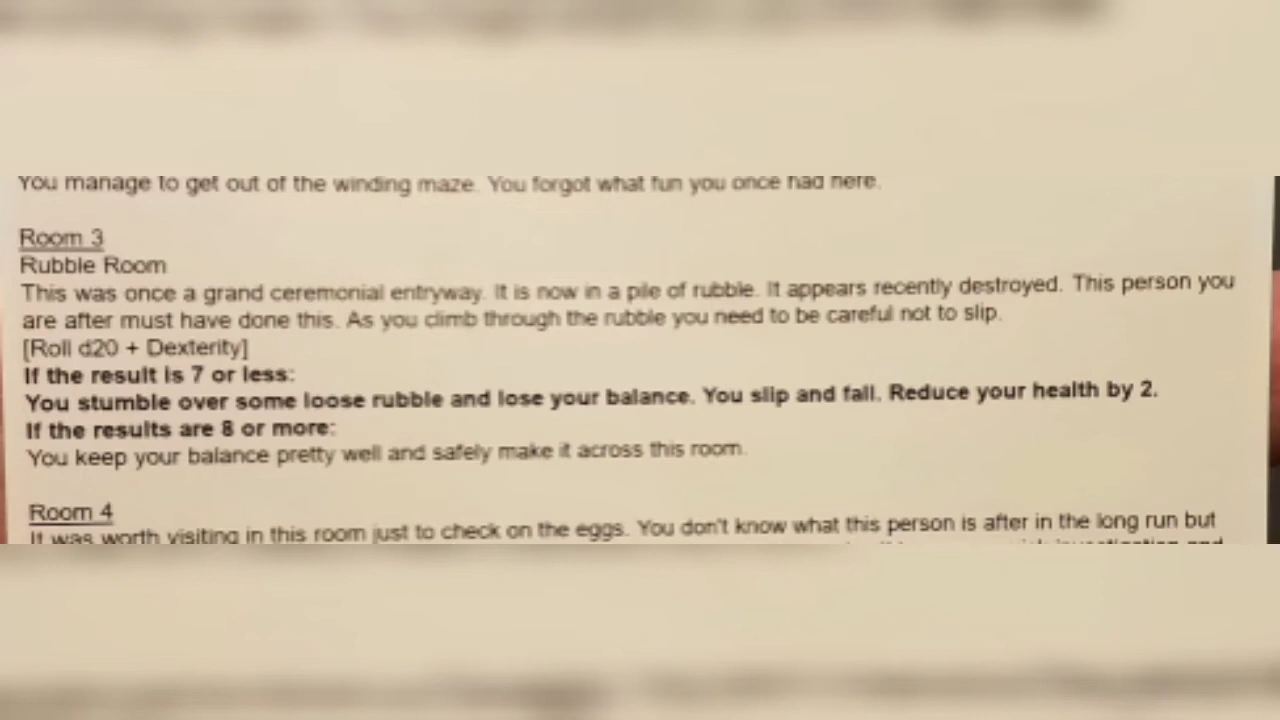 You manage to get out of the winding maze. You forgot what fun you once had here.
Room 3
Rubble Room
This was once a grand ceremonial entryway. It is now in a pile of rubble. It appears recently destroyed. This person you
are after must have done this. As you climb through the rubble you need to be careful not to slip.
[Roll d20 + Dexterity]
If the result is 7 or less:
You stumble over some loose rubble and lose your balance. You slip and fall. Reduce your health by 2.
If the results are 8 or more:
You keep your balance pretty well and safely make it across this room.
Room 4
It was worth visiting in this room just to check on the eggs. You don't know what this person is after in the long run but